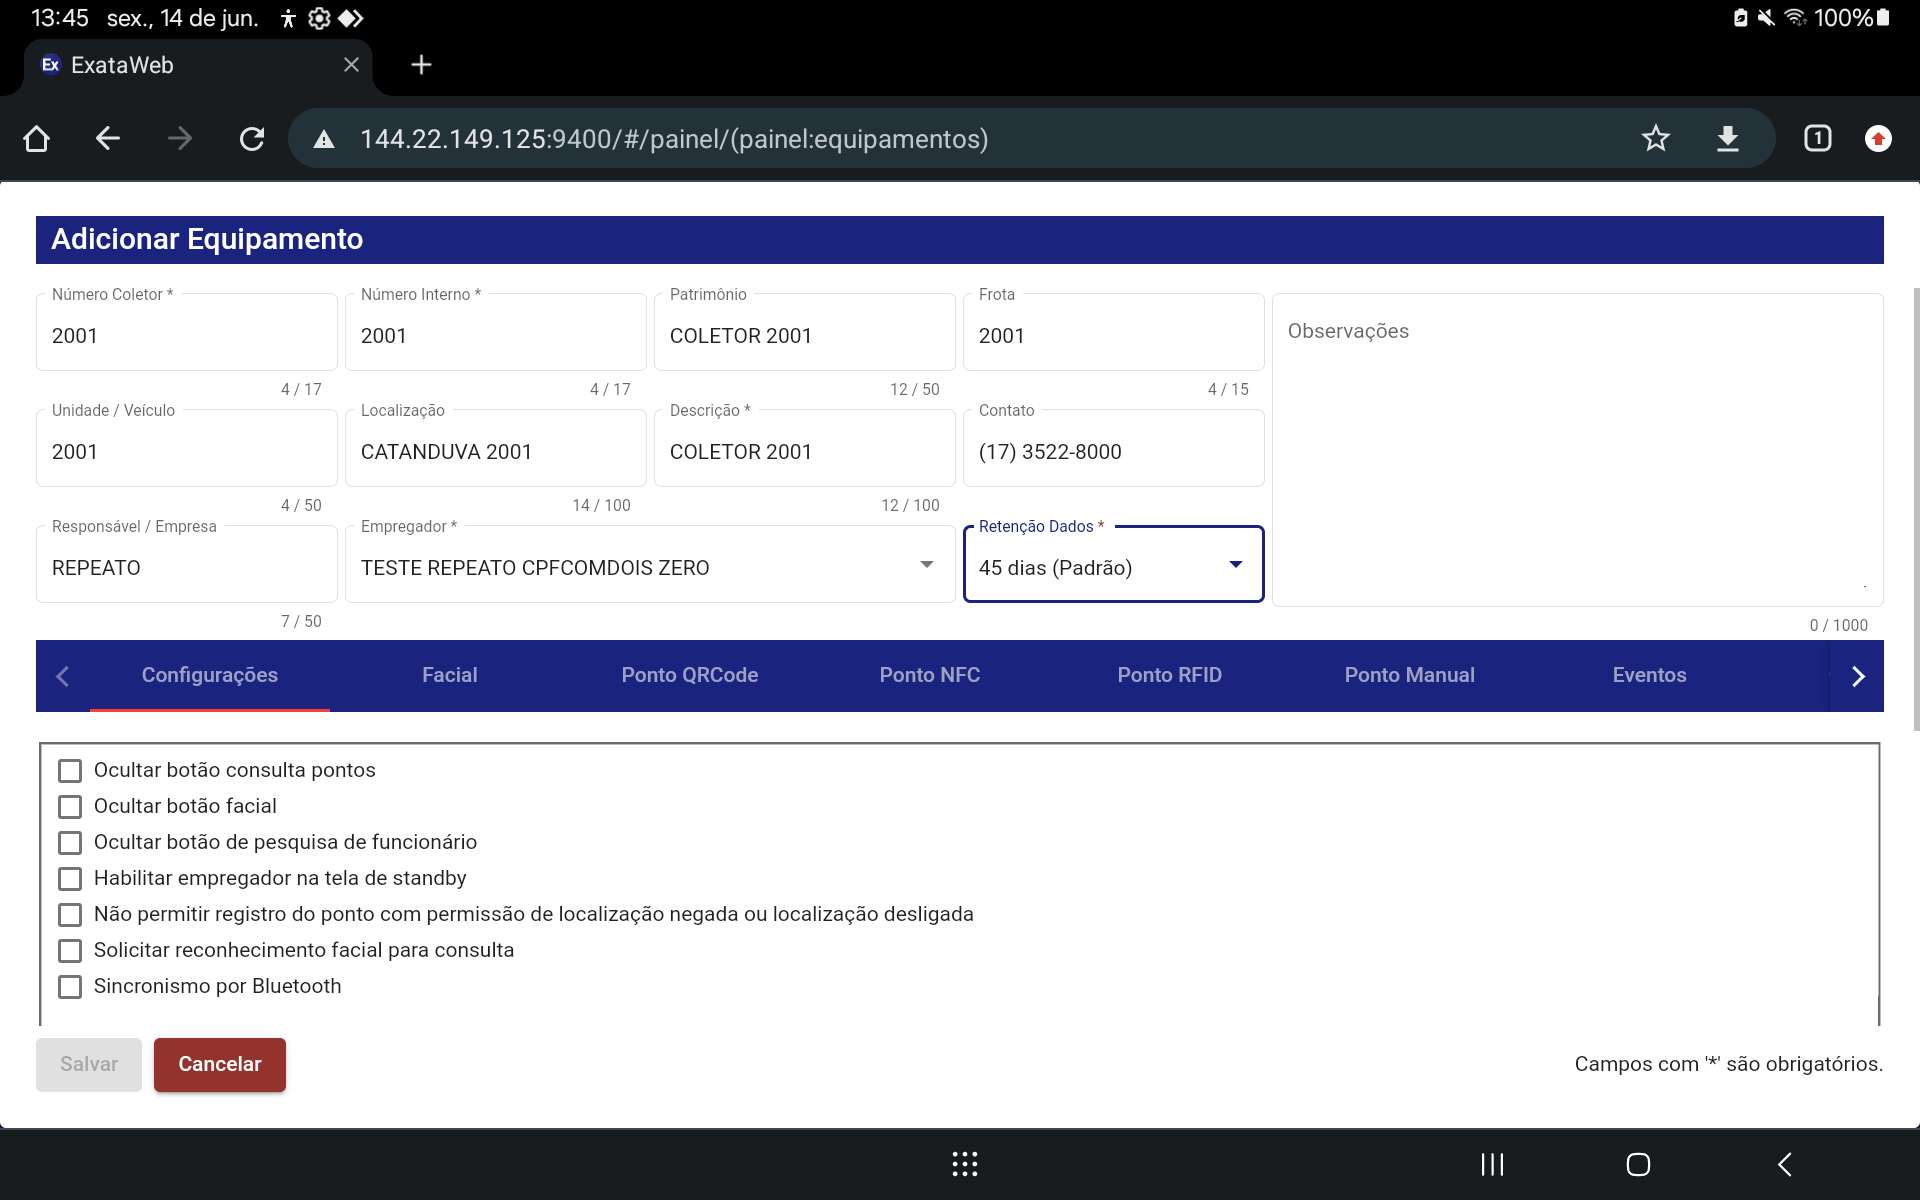 13:45 sex., 14 de jun.
100%
Ex ExataWeb
144.22.149.125:9400/#/painel/(painel:equipamentos)
1
Adicionar Equipamento
Número Coletor *
2001
4 / 17
Número Interno *
2001
4 / 17
Patrimônio
COLETOR 2001
12 / 50
Frota
2001
4 / 15
Observações
0 / 1000
Unidade / Veículo
2001
4 / 50
Localização
CATANDUVA 2001
14 / 100
Descrição *
COLETOR 2001
12 / 100
Contato
(17) 3522-8000
Responsável / Empresa
REPEATO
7 / 50
Empregador *
TESTE REPEATO CPFCOMDOIS ZERO
Retenção Dados *
45 dias (Padrão)
Configurações Facial Ponto QRCode Ponto NFC Ponto RFID Ponto Manual Eventos
Ocultar botão consulta pontos
Ocultar botão facial
Ocultar botão de pesquisa de funcionário
Habilitar empregador na tela de standby
Não permitir registro do ponto com permissão de localização negada ou localização desligada
Solicitar reconhecimento facial para consulta
Sincronismo por Bluetooth
Salvar Cancelar
Campos com '*' são obrigatórios.